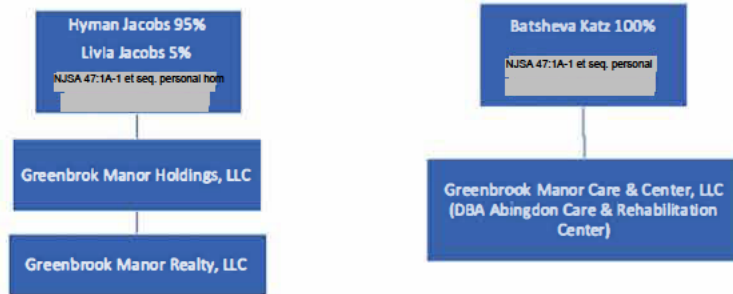 Hyman Jacobs 95%
Livia Jacobs 5%
NJSA 47:1A-1 et seq. personal hom
Greenbrok Manor Holdings, LLC
Greenbrook Manor Realty, LLC
Batsheva Katz 100%
NJSA 47:1A-1 et seq. personal
Greenbrook Manor Care & Center, LLC
(DBA Abingdon Care & Rehabilitation
Center)